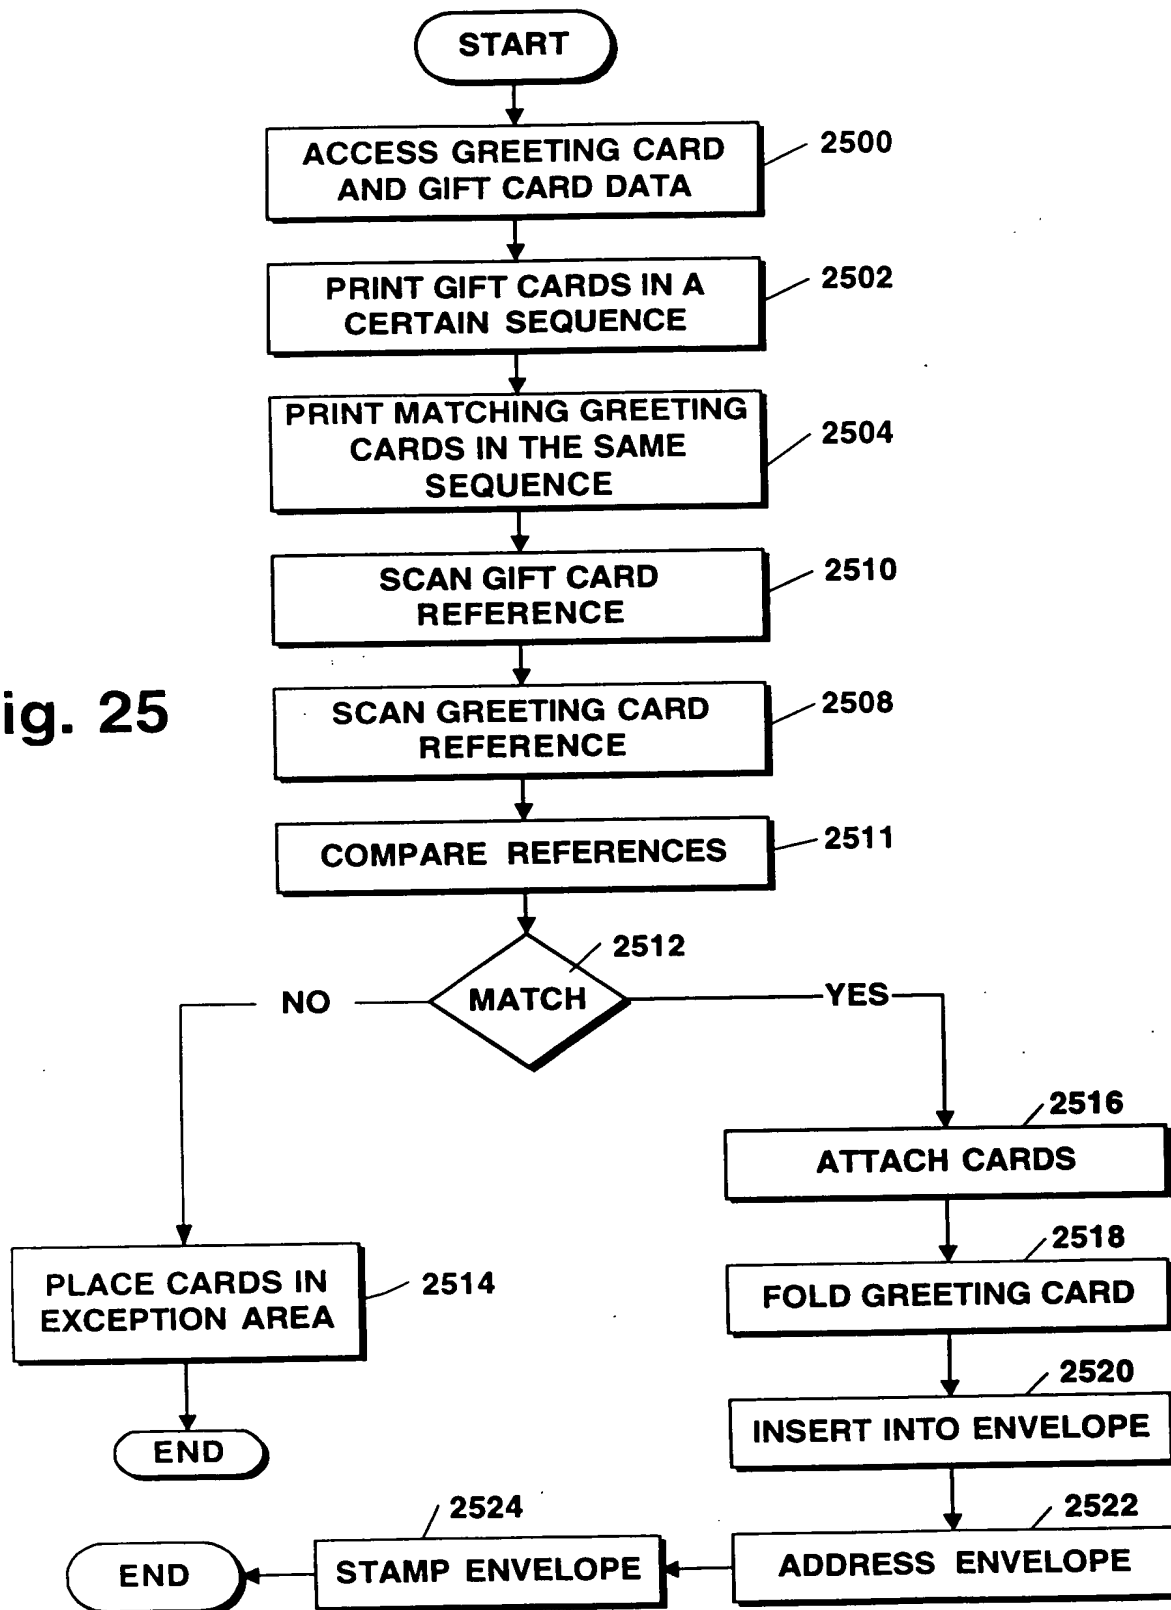 START
ACCESS GREETING CARD
AND GIFT CARD DATA
2500
PRINT GIFT CARDS IN A
CERTAIN SEQUENCE
2502
PRINT MATCHING GREETING
CARDS IN THE SAME
SEQUENCE
2504
SCAN GIFT CARD
REFERENCE
2510
ig. 25
SCAN GREETING CARD
REFERENCE
2508
COMPARE REFERENCES
2511
MATCH
2512
NO
YES
ATTACH CARDS
2516
PLACE CARDS IN
EXCEPTION AREA
2514
FOLD GREETING CARD
2518
END
INSERT INTO ENVELOPE
2520
ADDRESS ENVELOPE
2522
STAMP ENVELOPE
2524
END